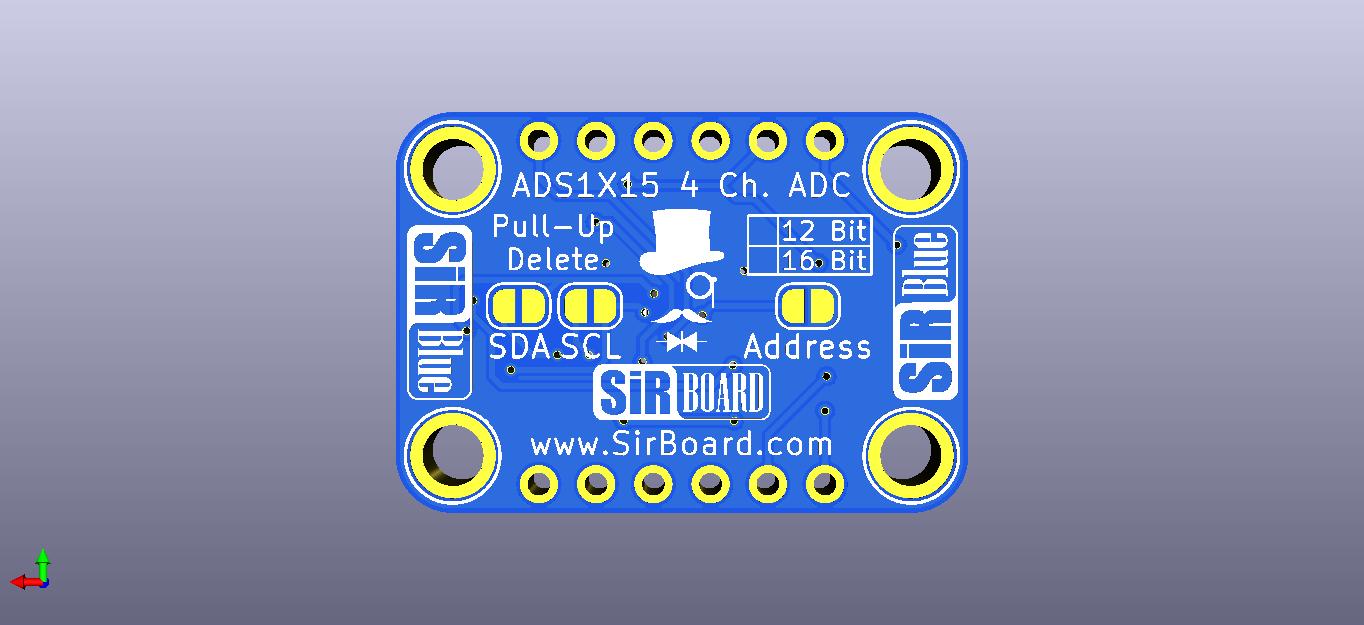 ADS1X15 4 Ch. ADC
Pull-Up
Delete
12 Bit
16 Bit
SiR Blue
SiR Blue
SDA SCL
Address
SiR BOARD
www.SirBoard.com